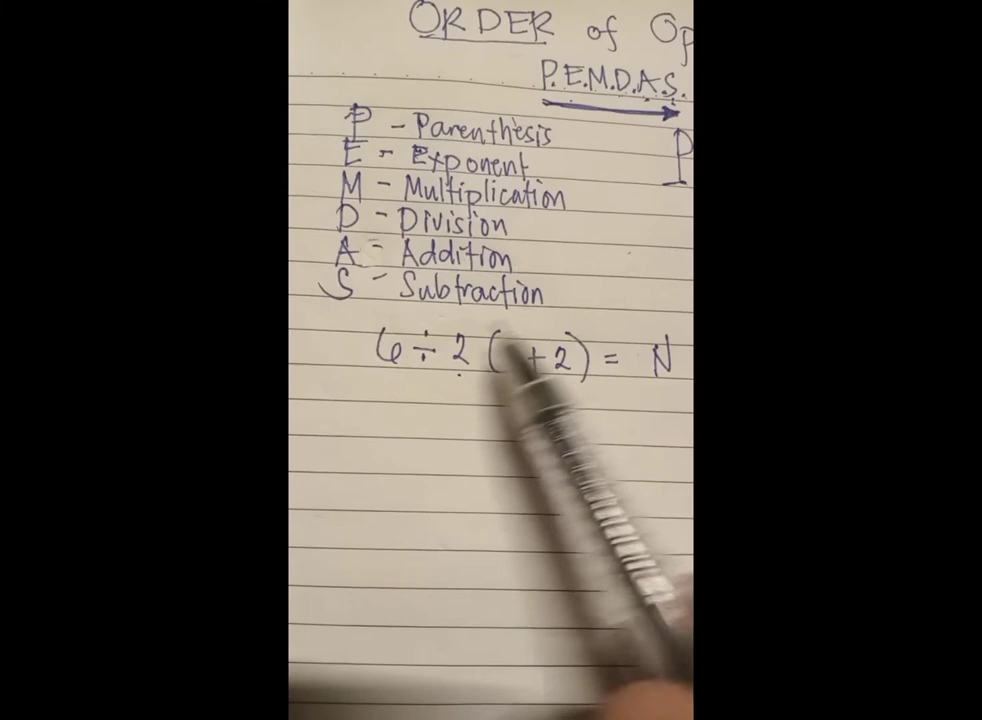 ORDER of Op
P.E.M.D.A.S.
P
P - Parenthesis
E - Exponent
M - Multiplication
D - Division
A - Addition
S - Subtraction
6 ÷ 2 ( + 2) = N